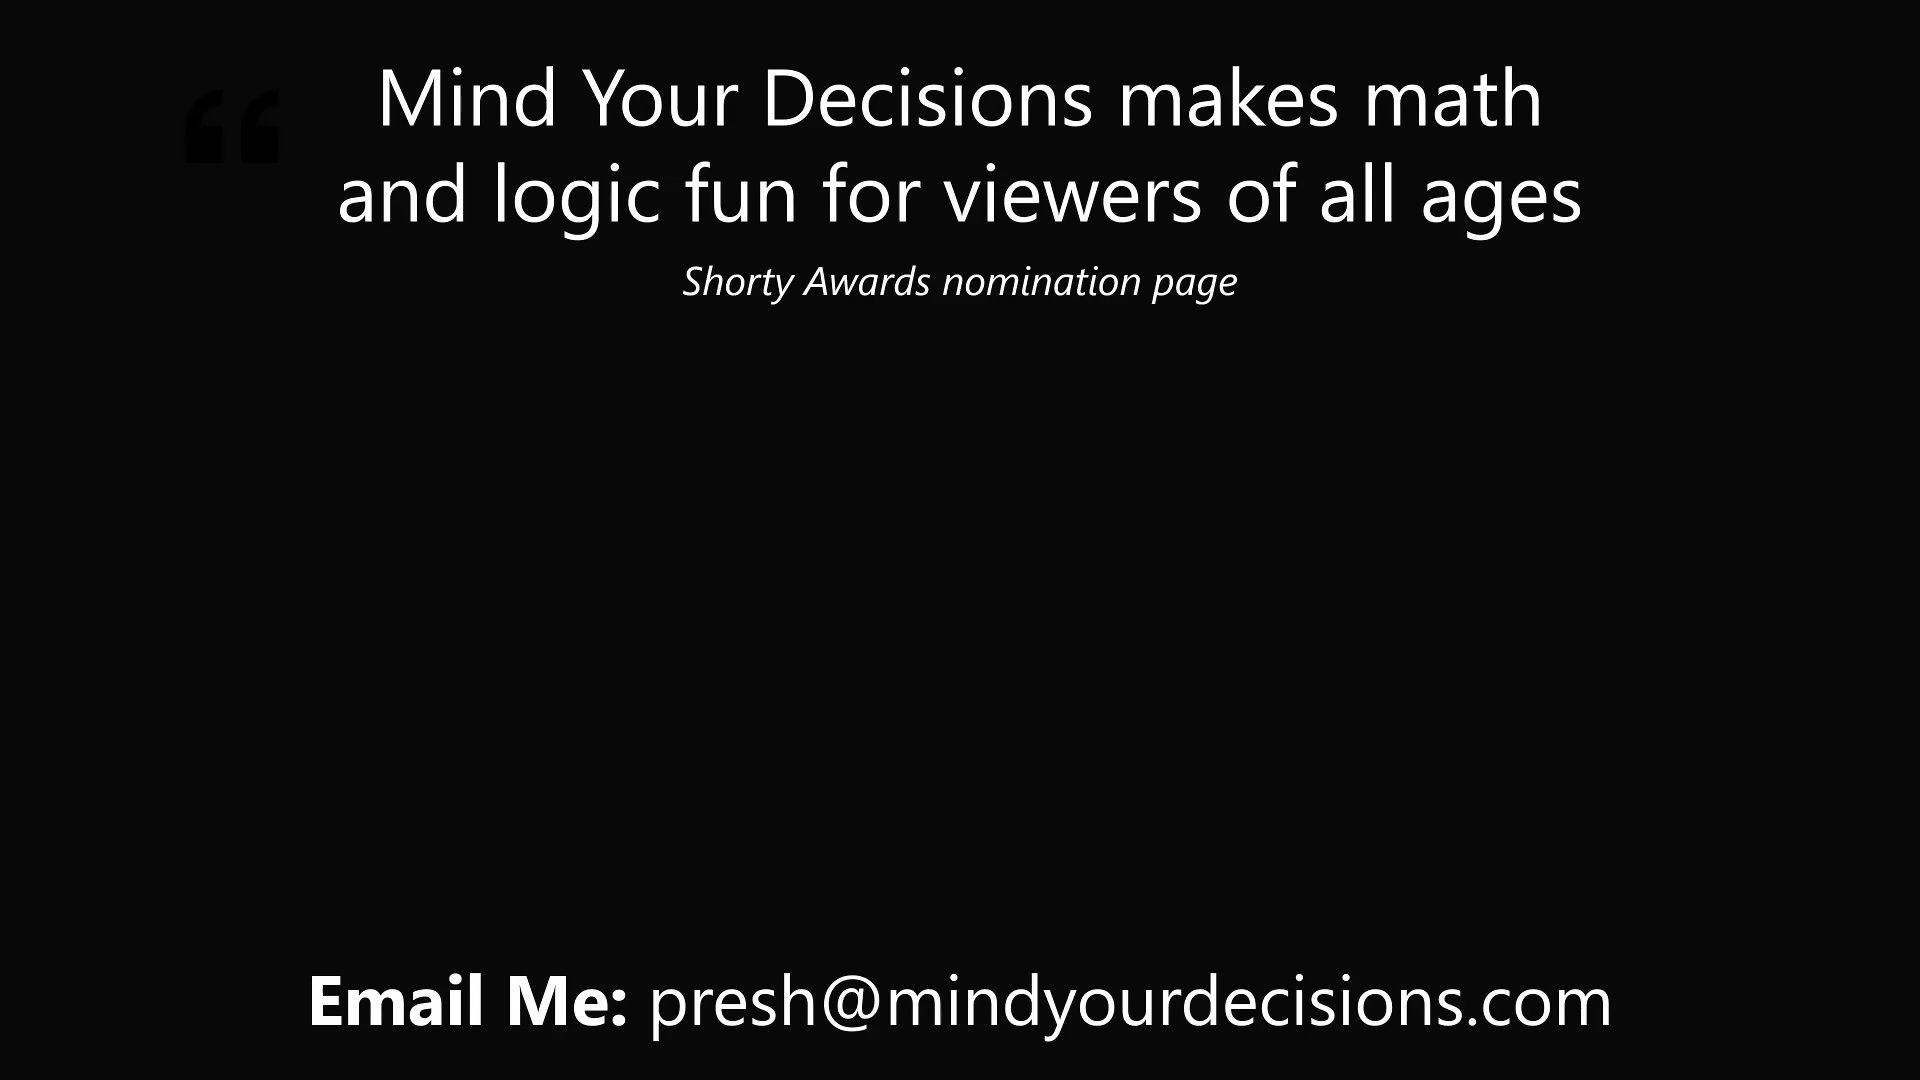 “
Mind Your Decisions makes math
and logic fun for viewers of all ages
Shorty Awards nomination page
Email Me: presh@mindyourdecisions.com